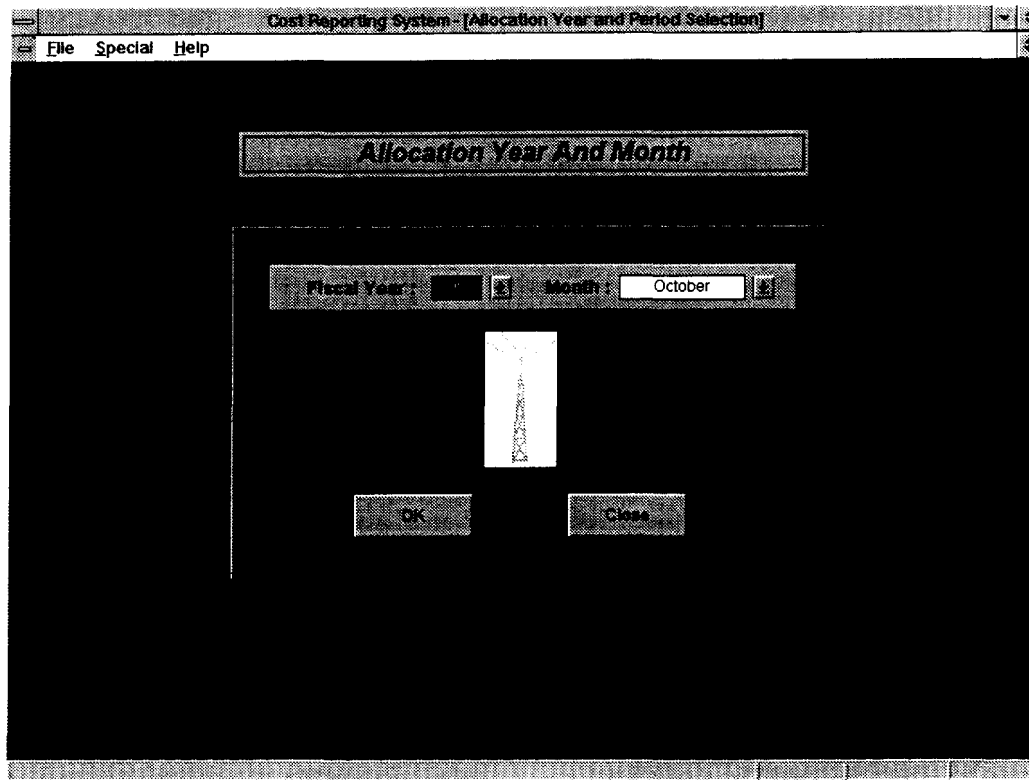 Cost Reporting System - [Allocation Year and Period Selection]
File Special Help
Allocation Year And Month
Fiscal Year : Month : October
OK Close